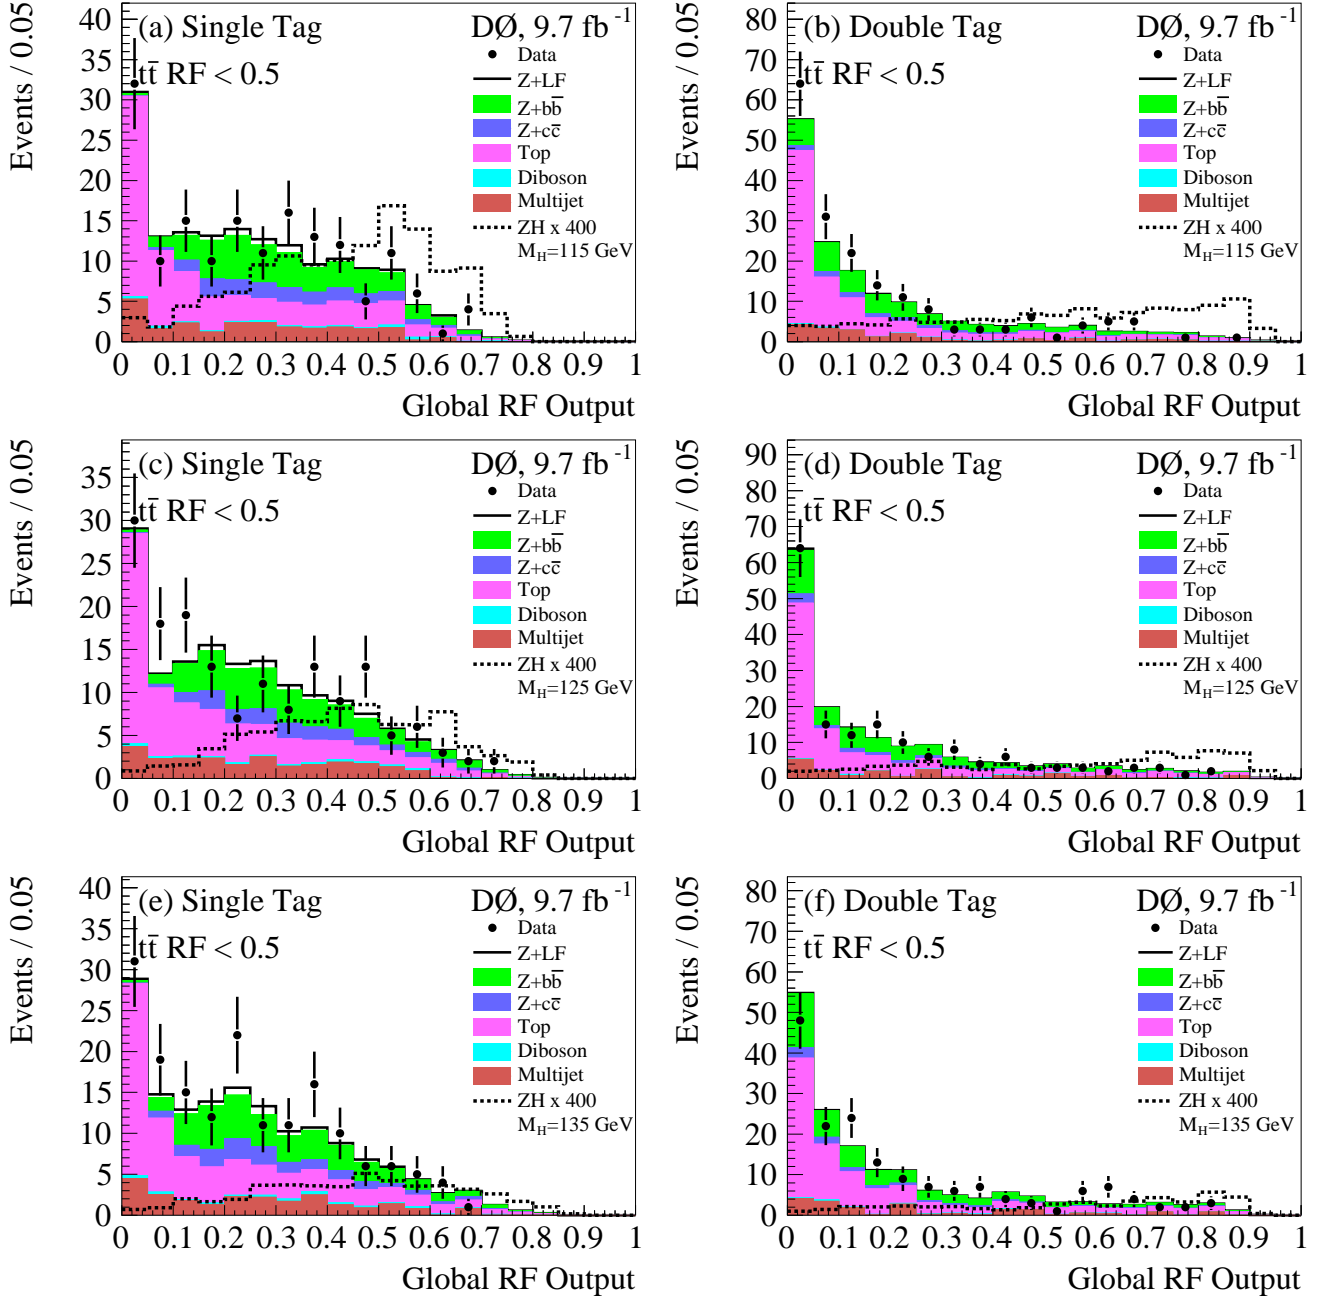 (a) Single Tag
DØ, 9.7 fb⁻¹
tt̄ RF < 0.5
Data
Z+LF
Z+bb̄
Z+cc̄
Top
Diboson
Multijet
ZH x 400
M_H=115 GeV
Events / 0.05
40
35
30
25
20
15
10
5
0
0 0.1 0.2 0.3 0.4 0.5 0.6 0.7 0.8 0.9 1
Global RF Output
(b) Double Tag
DØ, 9.7 fb⁻¹
tt̄ RF < 0.5
Data
Z+LF
Z+bb̄
Z+cc̄
Top
Diboson
Multijet
ZH x 400
M_H=115 GeV
Events / 0.05
80
70
60
50
40
30
20
10
0
0 0.1 0.2 0.3 0.4 0.5 0.6 0.7 0.8 0.9 1
Global RF Output
(c) Single Tag
DØ, 9.7 fb⁻¹
tt̄ RF < 0.5
Data
Z+LF
Z+bb̄
Z+cc̄
Top
Diboson
Multijet
ZH x 400
M_H=125 GeV
Events / 0.05
35
30
25
20
15
10
5
0
0 0.1 0.2 0.3 0.4 0.5 0.6 0.7 0.8 0.9 1
Global RF Output
(d) Double Tag
DØ, 9.7 fb⁻¹
tt̄ RF < 0.5
Data
Z+LF
Z+bb̄
Z+cc̄
Top
Diboson
Multijet
ZH x 400
M_H=125 GeV
Events / 0.05
90
80
70
60
50
40
30
20
10
0
0 0.1 0.2 0.3 0.4 0.5 0.6 0.7 0.8 0.9 1
Global RF Output
(e) Single Tag
DØ, 9.7 fb⁻¹
tt̄ RF < 0.5
Data
Z+LF
Z+bb̄
Z+cc̄
Top
Diboson
Multijet
ZH x 400
M_H=135 GeV
Events / 0.05
40
35
30
25
20
15
10
5
0
0 0.1 0.2 0.3 0.4 0.5 0.6 0.7 0.8 0.9 1
Global RF Output
(f) Double Tag
DØ, 9.7 fb⁻¹
tt̄ RF < 0.5
Data
Z+LF
Z+bb̄
Z+cc̄
Top
Diboson
Multijet
ZH x 400
M_H=135 GeV
Events / 0.05
80
70
60
50
40
30
20
10
0
0 0.1 0.2 0.3 0.4 0.5 0.6 0.7 0.8 0.9 1
Global RF Output